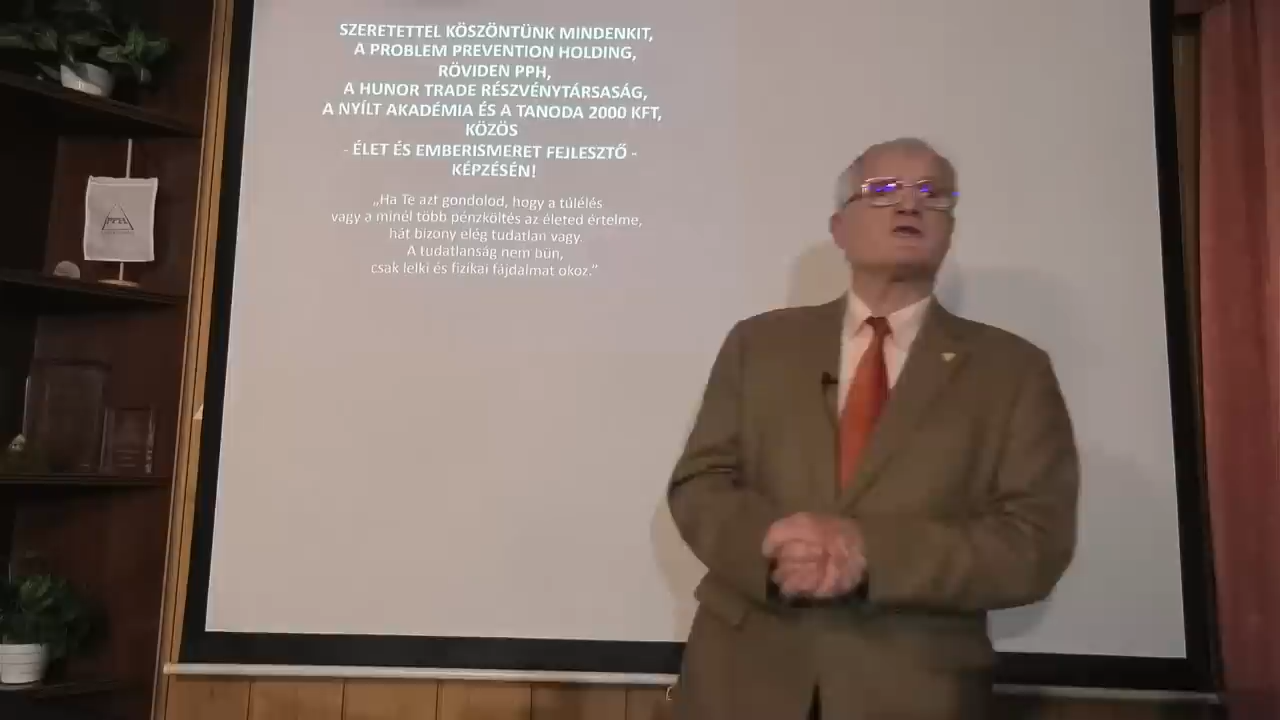 SZERETETTEL KÖSZÖNTÜNK MINDENKIT,
A PROBLEM PREVENTION HOLDING,
RÖVIDEN PPH,
A HUNOR TRADE RÉSZVÉNYTÁRSASÁG,
A NYÍLT AKADÉMIA ÉS A TANODA 2000 KFT,
KÖZÖS
- ÉLET ÉS EMBERISMERET FEJLESZTŐ -
KÉPZÉSÉN!
„Ha Te azt gondolod, hogy a túlélés
vagy a minél több pénzköltés az életed értelme,
hát bizony elég tudatlan vagy.
A tudatlanság nem bűn,
csak lelki és fizikai fájdalmat okoz.”